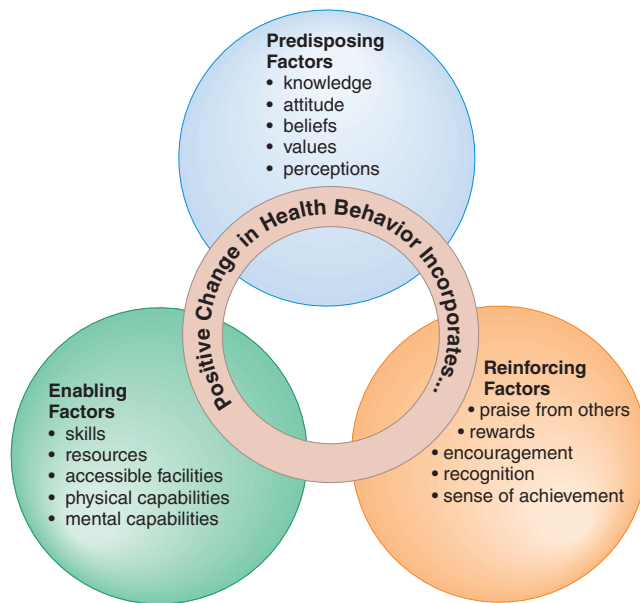 Predisposing
Factors
• knowledge
• attitude
• beliefs
• values
• perceptions
Positive Change in Health Behavior Incorporates...
Enabling
Factors
• skills
• resources
• accessible facilities
• physical capabilities
• mental capabilities
Reinforcing
Factors
• praise from others
• rewards
• encouragement
• recognition
• sense of achievement